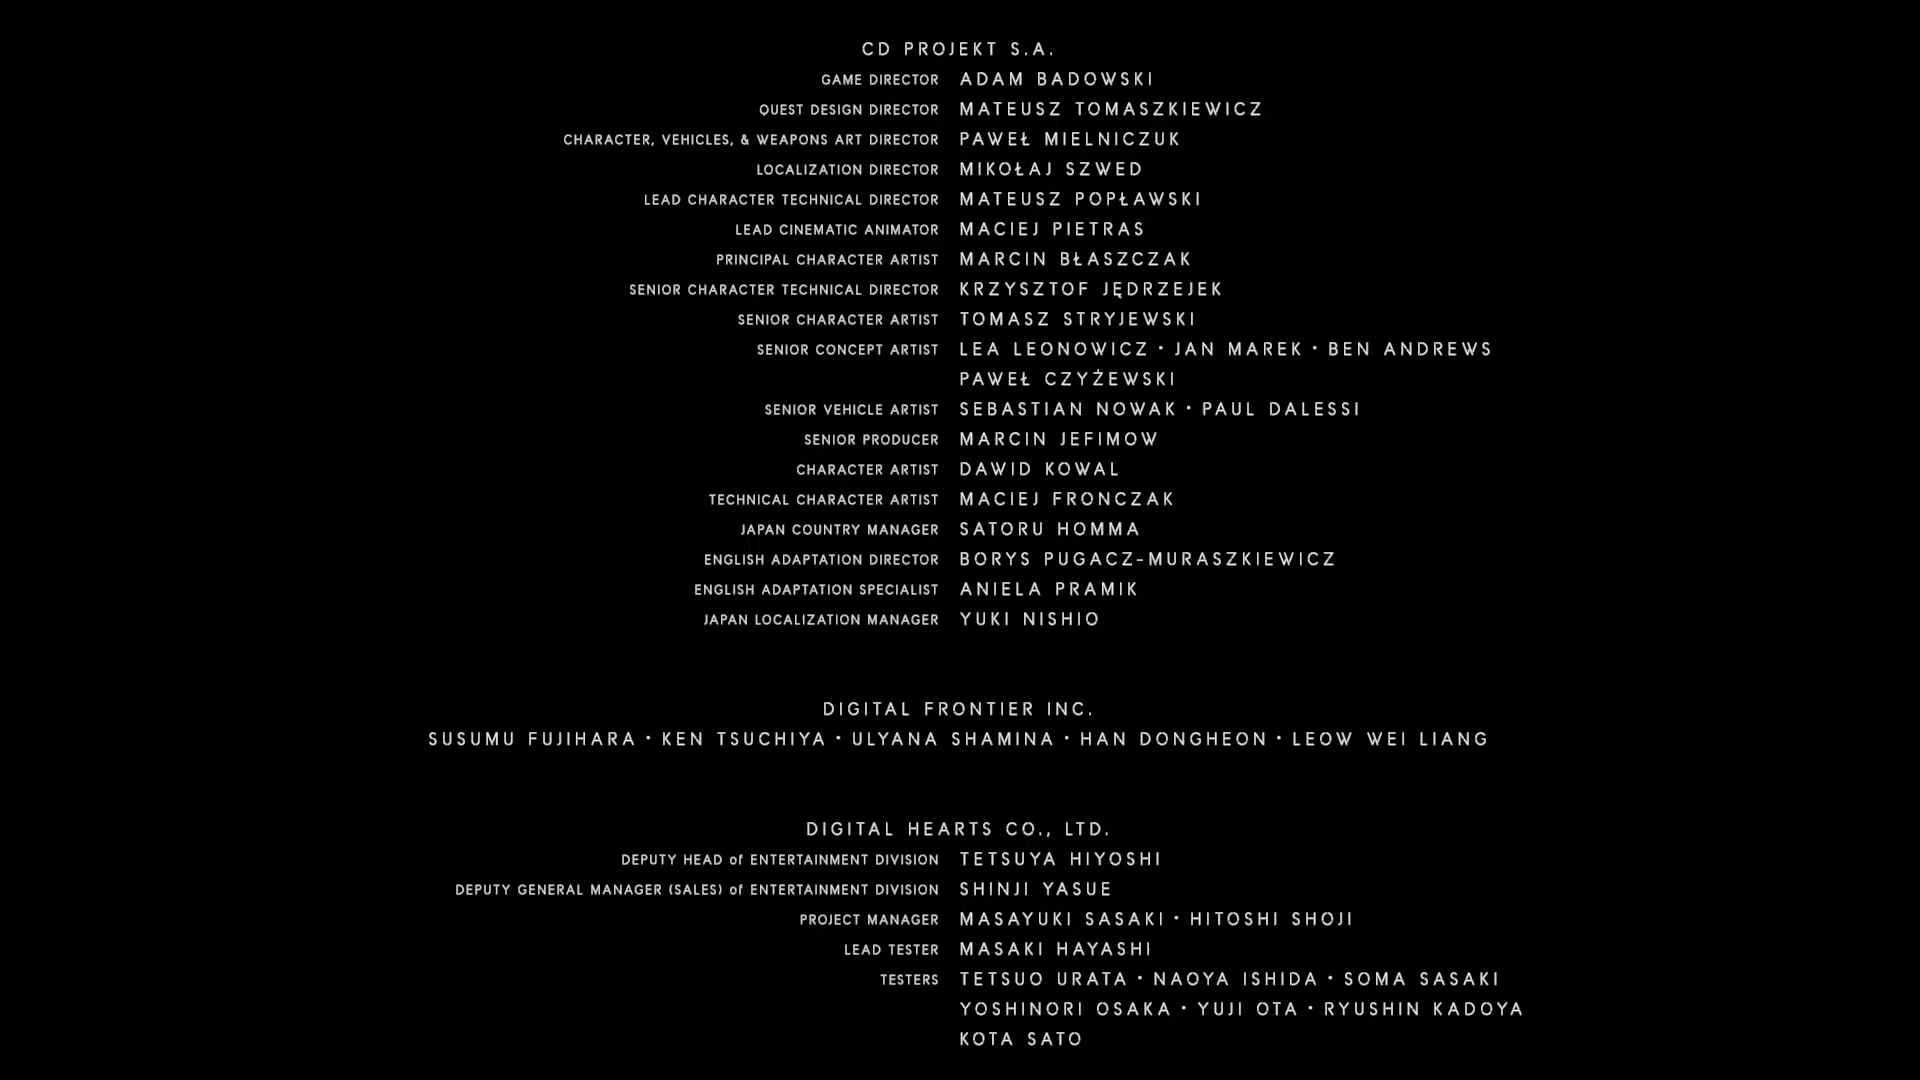 CD PROJEKT S.A.
GAME DIRECTOR ADAM BADOWSKI
QUEST DESIGN DIRECTOR MATEUSZ TOMASZKIEWICZ
CHARACTER, VEHICLES, & WEAPONS ART DIRECTOR PAWEŁ MIELNICZUK
LOCALIZATION DIRECTOR MIKOŁAJ SZWED
LEAD CHARACTER TECHNICAL DIRECTOR MATEUSZ POPŁAWSKI
LEAD CINEMATIC ANIMATOR MACIEJ PIETRAS
PRINCIPAL CHARACTER ARTIST MARCIN BŁASZCZAK
SENIOR CHARACTER TECHNICAL DIRECTOR KRZYSZTOF JĘDRZEJEK
SENIOR CHARACTER ARTIST TOMASZ STRYJEWSKI
SENIOR CONCEPT ARTIST LEA LEONOWICZ・JAN MAREK・BEN ANDREWS
PAWEŁ CZYŻEWSKI
SENIOR VEHICLE ARTIST SEBASTIAN NOWAK・PAUL DALESSI
SENIOR PRODUCER MARCIN JEFIMOW
CHARACTER ARTIST DAWID KOWAL
TECHNICAL CHARACTER ARTIST MACIEJ FRONCZAK
JAPAN COUNTRY MANAGER SATORU HOMMA
ENGLISH ADAPTATION DIRECTOR BORYS PUGACZ-MURASZKIEWICZ
ENGLISH ADAPTATION SPECIALIST ANIELA PRAMIK
JAPAN LOCALIZATION MANAGER YUKI NISHIO
DIGITAL FRONTIER INC.
SUSUMU FUJIHARA・KEN TSUCHIYA・ULYANA SHAMINA・HAN DONGHEON・LEOW WEI LIANG
DIGITAL HEARTS CO., LTD.
DEPUTY HEAD of ENTERTAINMENT DIVISION TETSUYA HIYOSHI
DEPUTY GENERAL MANAGER (SALES) of ENTERTAINMENT DIVISION SHINJI YASUE
PROJECT MANAGER MASAYUKI SASAKI・HITOSHI SHOJI
LEAD TESTER MASAKI HAYASHI
TESTERS TETSUO URATA・NAOYA ISHIDA・SOMA SASAKI
YOSHINORI OSAKA・YUJI OTA・RYUSHIN KADOYA
KOTA SATO